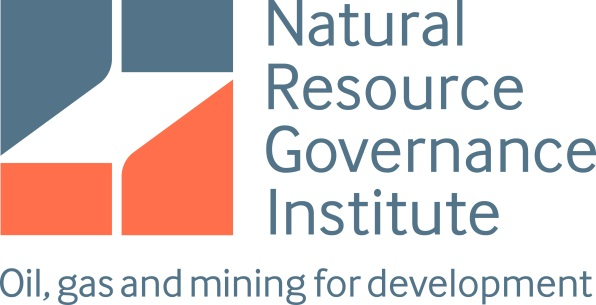 Natural
Resource
Governance
Institute
Oil, gas and mining for development